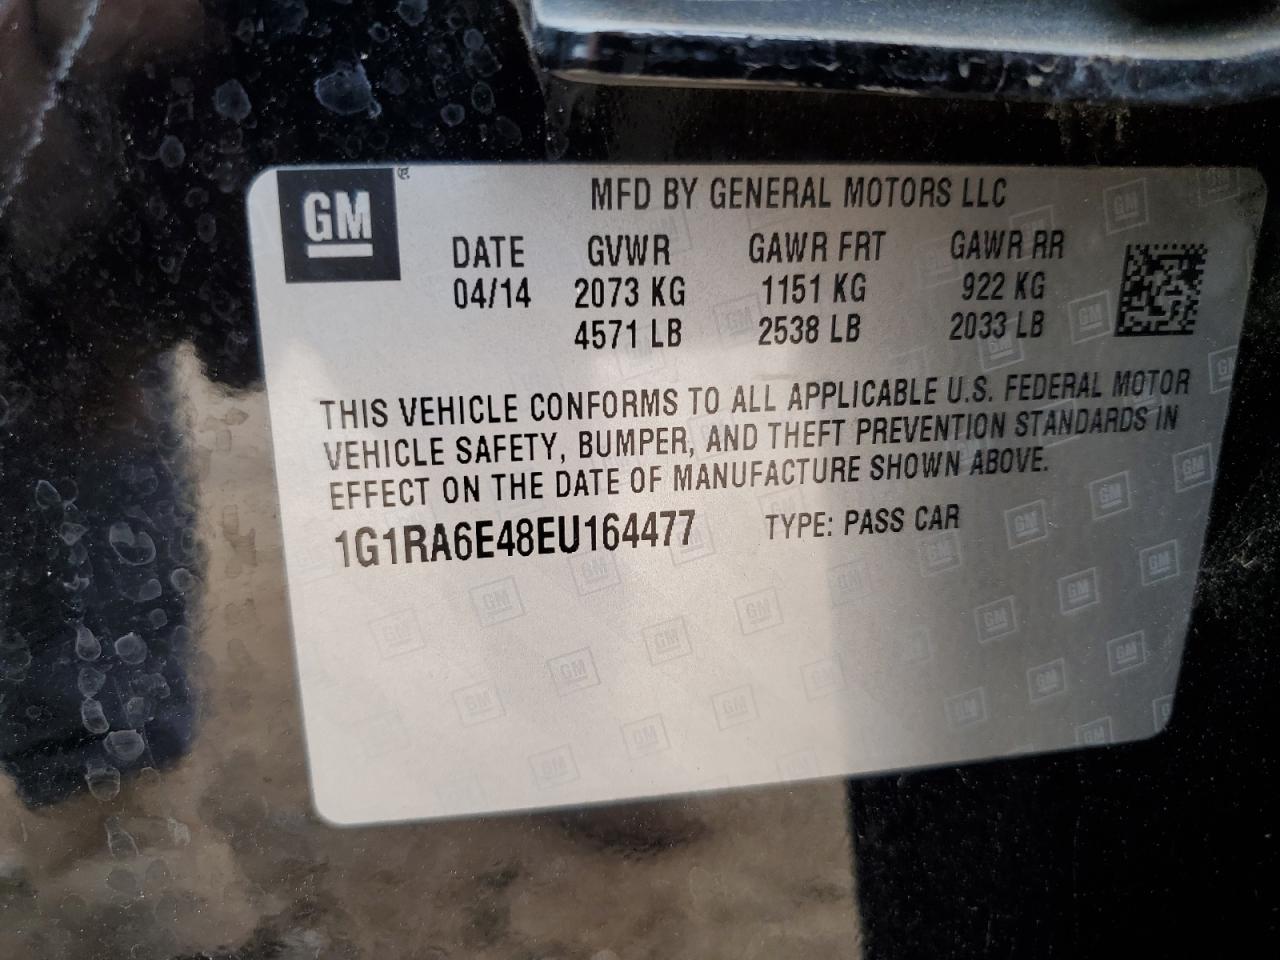 GM
MFD BY GENERAL MOTORS LLC
DATE GVWR GAWR FRT GAWR RR
04/14 2073 KG 1151 KG 922 KG
4571 LB 2538 LB 2033 LB
THIS VEHICLE CONFORMS TO ALL APPLICABLE U.S. FEDERAL MOTOR
VEHICLE SAFETY, BUMPER, AND THEFT PREVENTION STANDARDS IN
EFFECT ON THE DATE OF MANUFACTURE SHOWN ABOVE.
1G1RA6E48EU164477 TYPE: PASS CAR